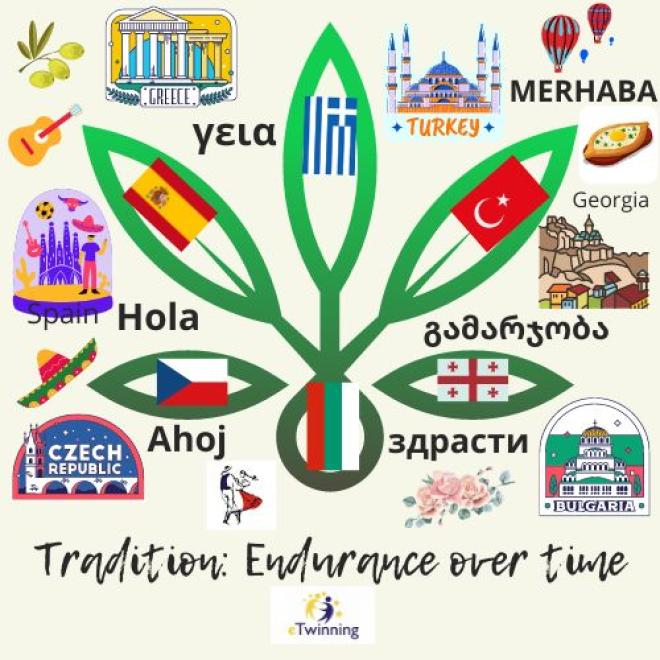 GREECE
γεια
TURKEY
MERHABA
Georgia
Spain
Hola
გამარჯობა
CZECH
REPUBLIC
Ahoj
здрасти
BULGARIA
Tradition: Endurance over time
eTwinning